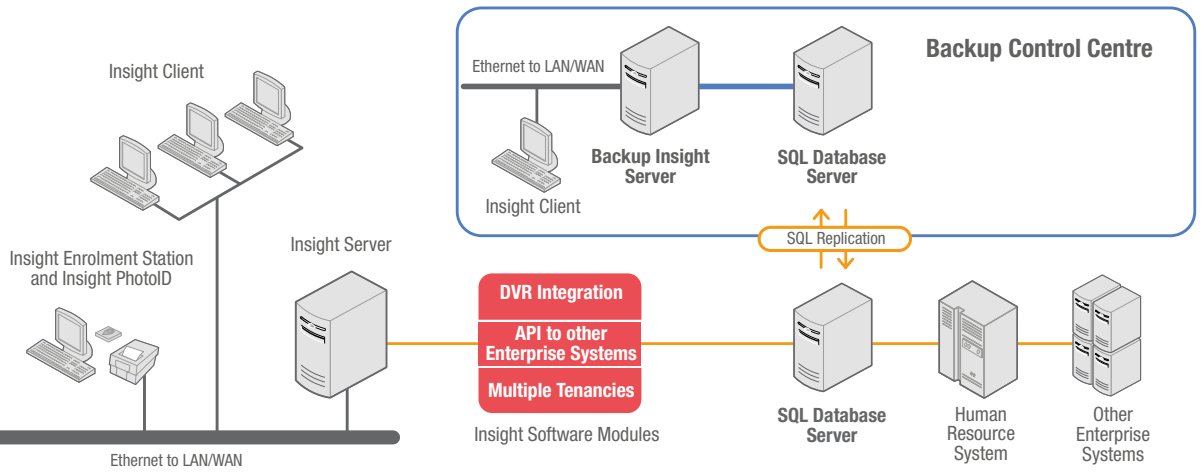 Backup Control Centre
Ethernet to LAN/WAN
Insight Client
Backup Insight
Server
SQL Database
Server
Insight Client
SQL Replication
Insight Enrolment Station
and Insight PhotoID
Insight Server
DVR Integration
API to other
Enterprise Systems
Multiple Tenancies
Insight Software Modules
SQL Database
Server
Human
Resource
System
Other
Enterprise
Systems
Ethernet to LAN/WAN